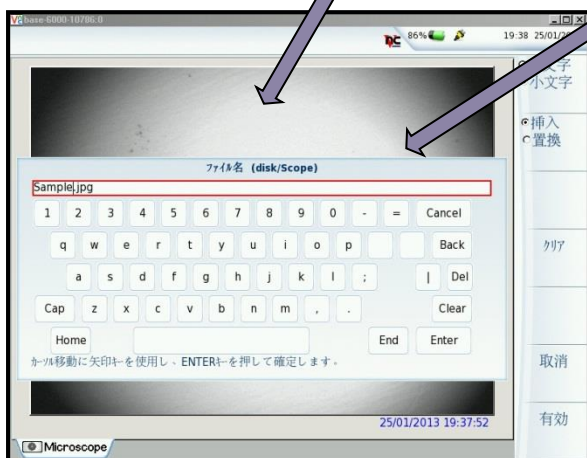 base-6000 10786:0
DC 86% 19:38 25/01/
文字
小文字
挿入
置換
ファイル名 (disk/Scope)
Sample.jpg
1 2 3 4 5 6 7 8 9 0 - = Cancel
q w e r t y u i o p Back
a s d f g h j k l ; | Del
Cap z x c v b n m , . Clear
Home End Enter
カーソル移動に矢印キーを使用し、ENTERキーを押して確定します。
クリア
取消
有効
25/01/2013 19:37:52
Microscope